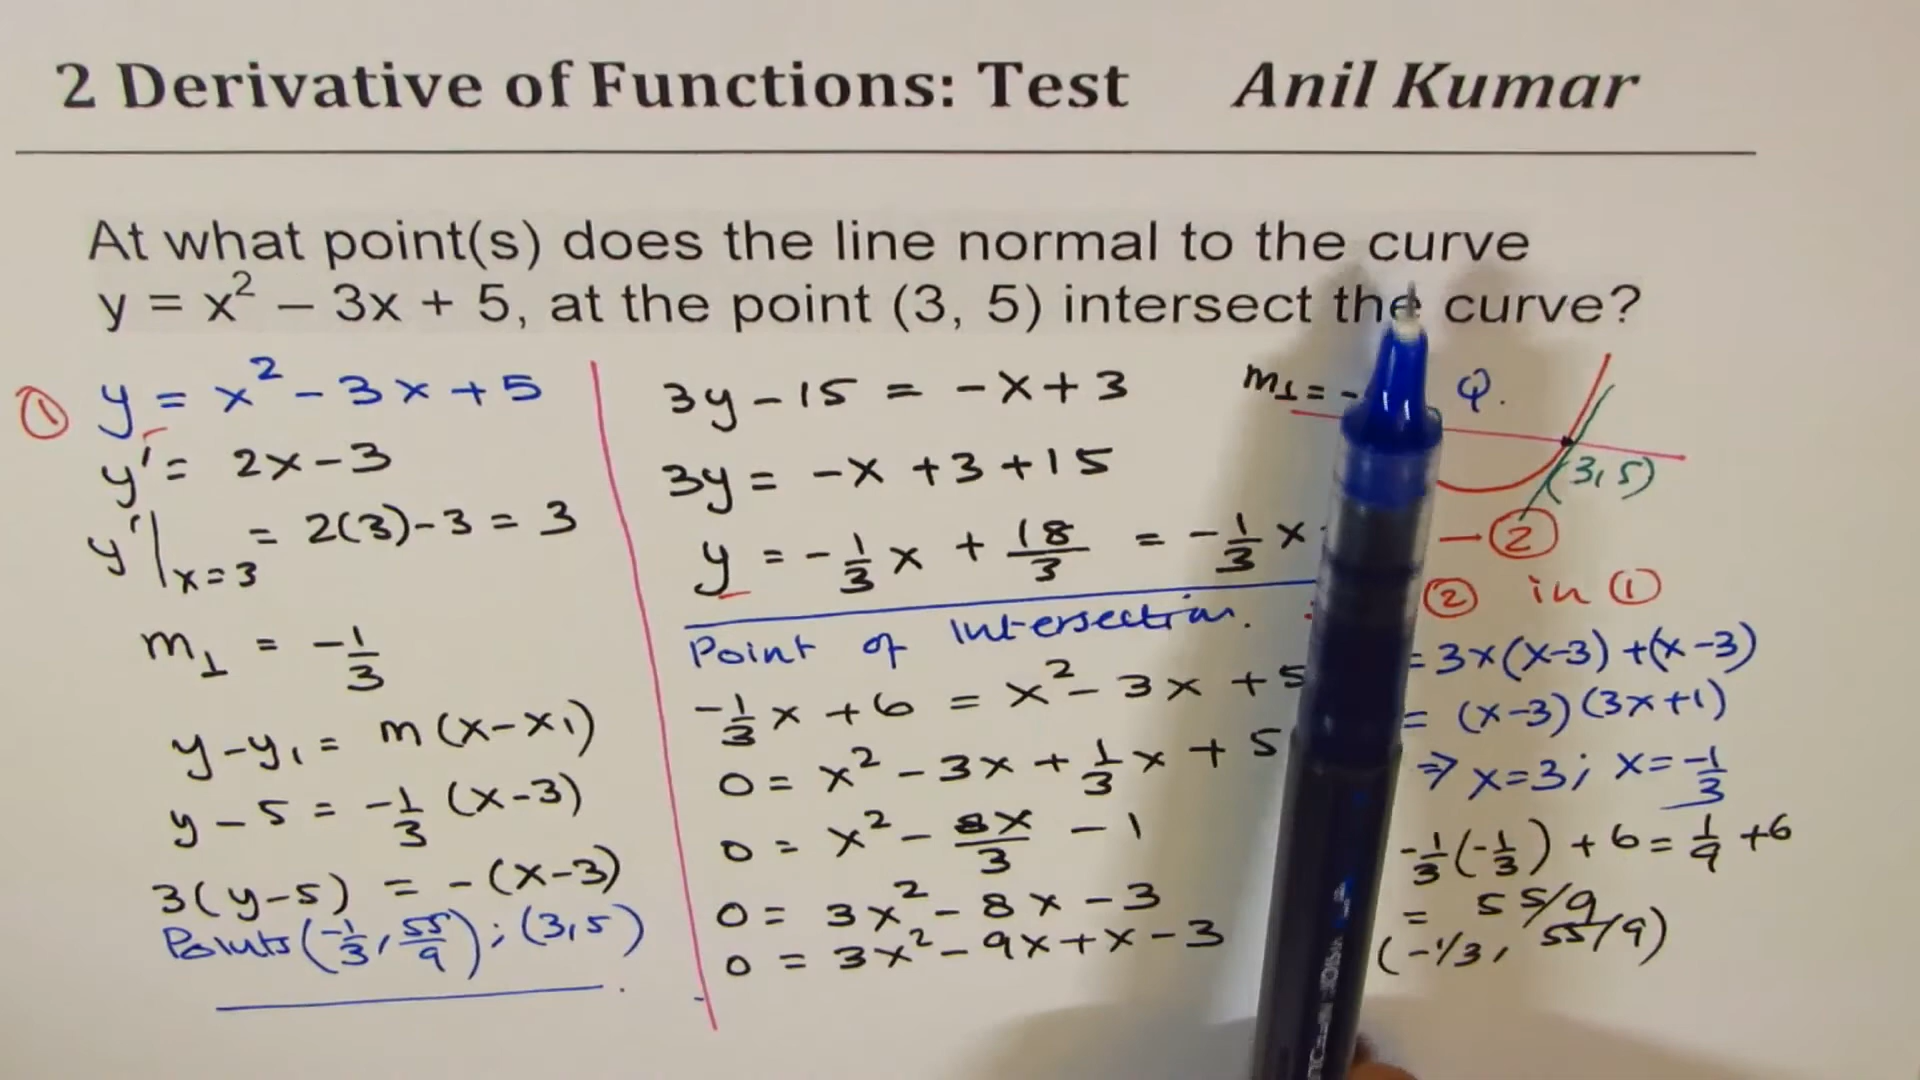 2 Derivative of Functions: Test Anil Kumar
At what point(s) does the line normal to the curve
y = x² – 3x + 5, at the point (3, 5) intersect the curve?
① y = x² - 3x + 5
y' = 2x - 3
y'|x=3 = 2(3) - 3 = 3
m⊥ = -1/3
y - y₁ = m(x - x₁)
y - 5 = -1/3 (x - 3)
3(y - 5) = -(x - 3)
Points (-1/3, 55/9); (3, 5)
3y - 15 = -x + 3
3y = -x + 3 + 15
y = -1/3 x + 18/3 = -1/3 x
Point of Intersection.
-1/3 x + 6 = x² - 3x + 5
0 = x² - 3x + 1/3 x + 5
0 = x² - 8x/3 - 1
0 = 3x² - 8x - 3
0 = 3x² - 9x + x - 3
m⊥ = - Q.
(3, 5)
→ ②
② in ①
= 3x(x - 3) + (x - 3)
= (x - 3)(3x + 1)
⇒ x = 3; x = -1/3
-1/3(-1/3) + 6 = 1/9 + 6
= 55/9
(-1/3, 55/9)